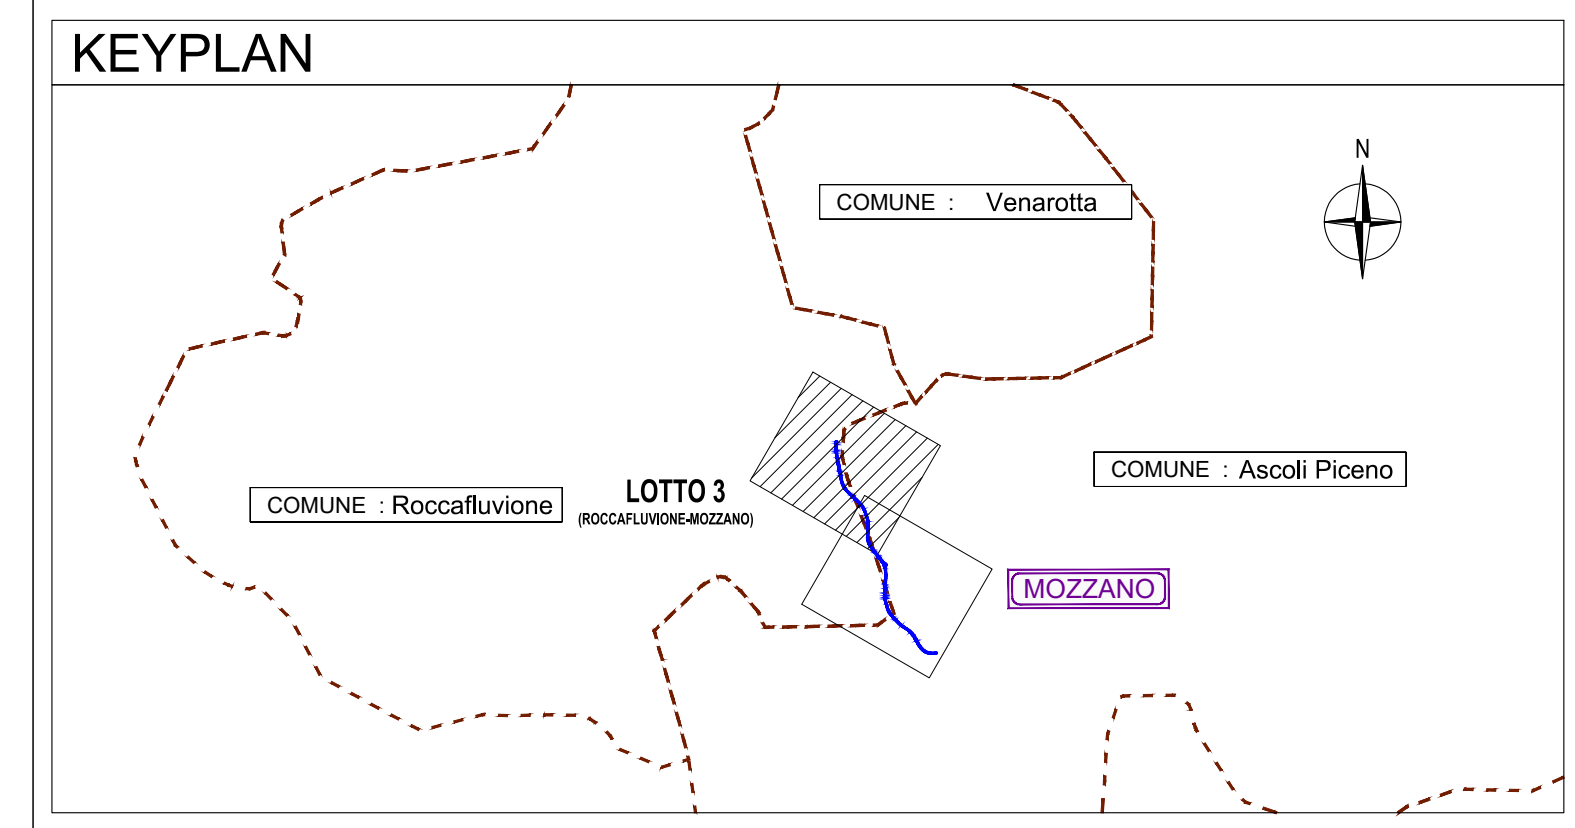 KEYPLAN
N
COMUNE : Venarotta
COMUNE : Ascoli Piceno
COMUNE : Roccafluvione
LOTTO 3
(ROCCAFLUVIONE-MOZZANO)
MOZZANO